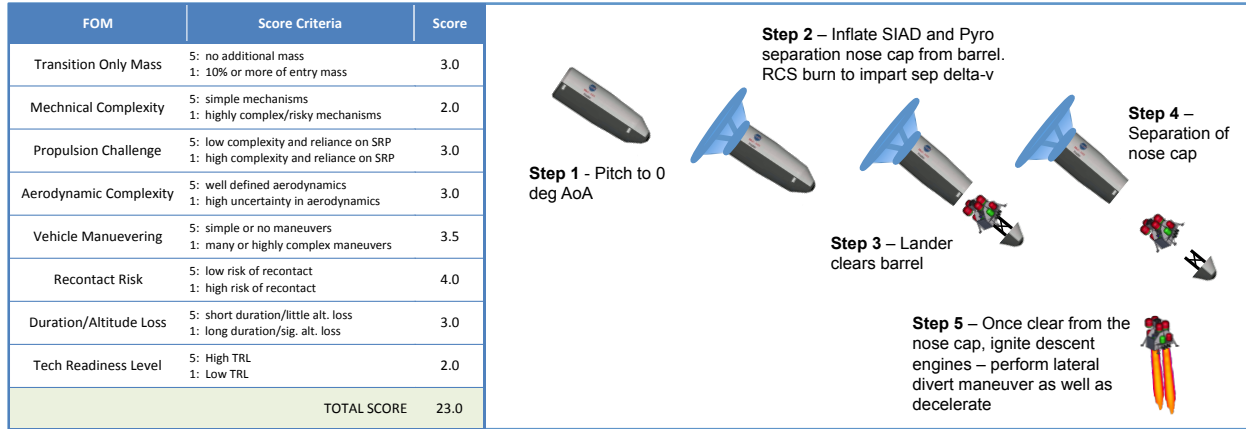 FOM Score Criteria Score
Transition Only Mass 5: no additional mass 3.0
1: 10% or more of entry mass
Mechnical Complexity 5: simple mechanisms 2.0
1: highly complex/risky mechanisms
Propulsion Challenge 5: low complexity and reliance on SRP 3.0
1: high complexity and reliance on SRP
Aerodynamic Complexity 5: well defined aerodynamics 3.0
1: high uncertainty in aerodynamics
Vehicle Manuevering 5: simple or no maneuvers 3.5
1: many or highly complex maneuvers
Recontact Risk 5: low risk of recontact 4.0
1: high risk of recontact
Duration/Altitude Loss 5: short duration/little alt. loss 3.0
1: long duration/sig. alt. loss
Tech Readiness Level 5: High TRL 2.0
1: Low TRL
TOTAL SCORE 23.0
Step 1 - Pitch to 0
deg AoA
Step 2 – Inflate SIAD and Pyro
separation nose cap from barrel.
RCS burn to impart sep delta-v
Step 3 – Lander
clears barrel
Step 4 –
Separation of
nose cap
Step 5 – Once clear from the
nose cap, ignite descent
engines – perform lateral
divert maneuver as well as
decelerate